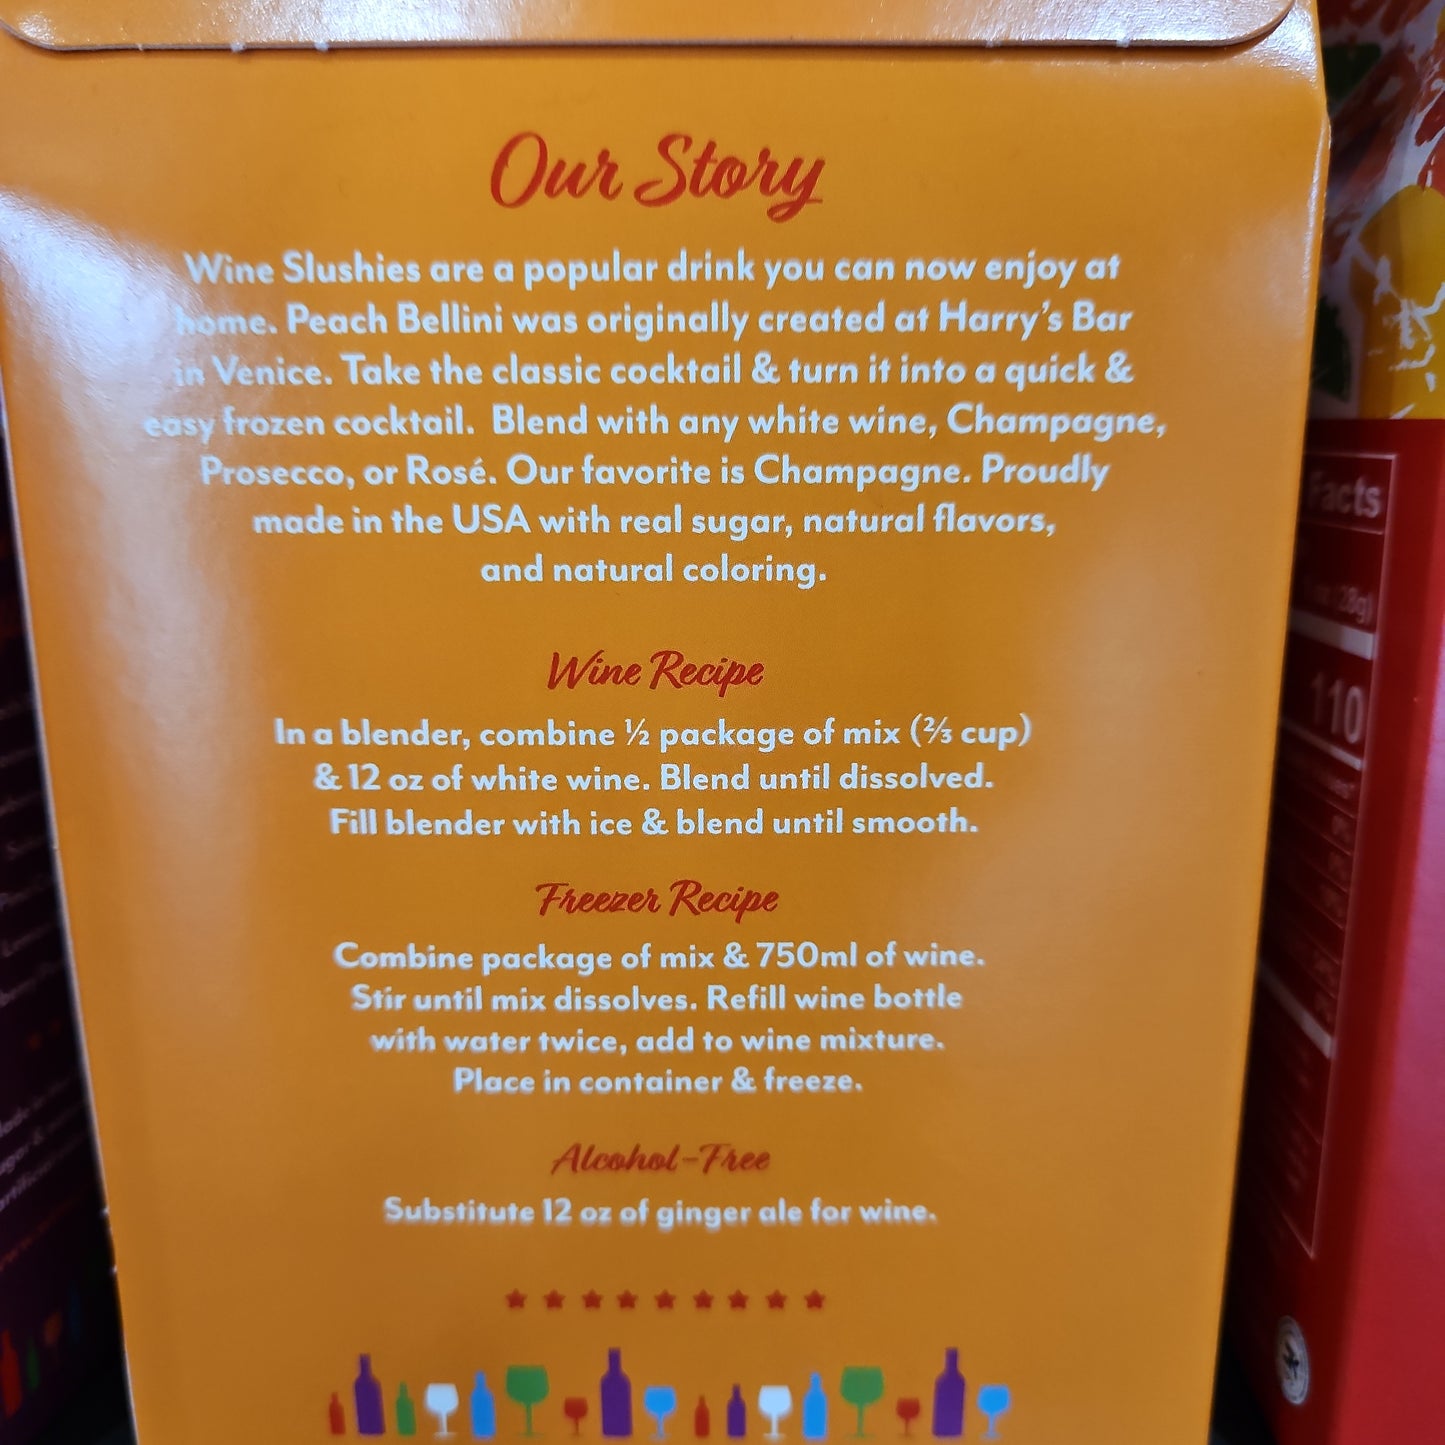 Our Story
Wine Slushies are a popular drink you can now enjoy at
home. Peach Bellini was originally created at Harry's Bar
in Venice. Take the classic cocktail & turn it into a quick &
easy frozen cocktail. Blend with any white wine, Champagne,
Prosecco, or Rosé. Our favorite is Champagne. Proudly
made in the USA with real sugar, natural flavors,
and natural coloring.
Wine Recipe
In a blender, combine ½ package of mix (⅔ cup)
& 12 oz of white wine. Blend until dissolved.
Fill blender with ice & blend until smooth.
Freezer Recipe
Combine package of mix & 750ml of wine.
Stir until mix dissolves. Refill wine bottle
with water twice, add to wine mixture.
Place in container & freeze.
Alcohol-Free
Substitute 12 oz of ginger ale for wine.
Facts
(28g)
110